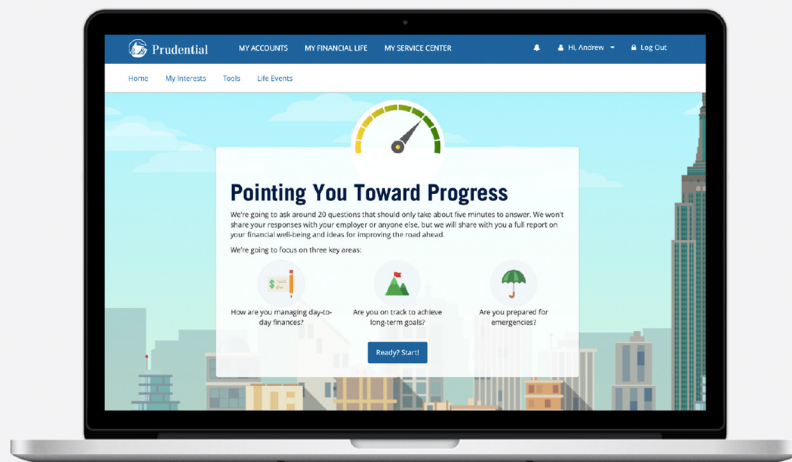 Prudential MY ACCOUNTS MY FINANCIAL LIFE MY SERVICE CENTER Hi, Andrew Log Out
Home My Interests Tools Life Events
Pointing You Toward Progress
We're going to ask around 20 questions that should only take about five minutes to answer. We won't
share your responses with your employer or anyone else, but we will share with you a full report on
your financial well-being and ideas for improving the road ahead.
We're going to focus on three key areas:
How are you managing day-to-
day finances?
Are you on track to achieve
long-term goals?
Are you prepared for
emergencies?
Ready? Start!